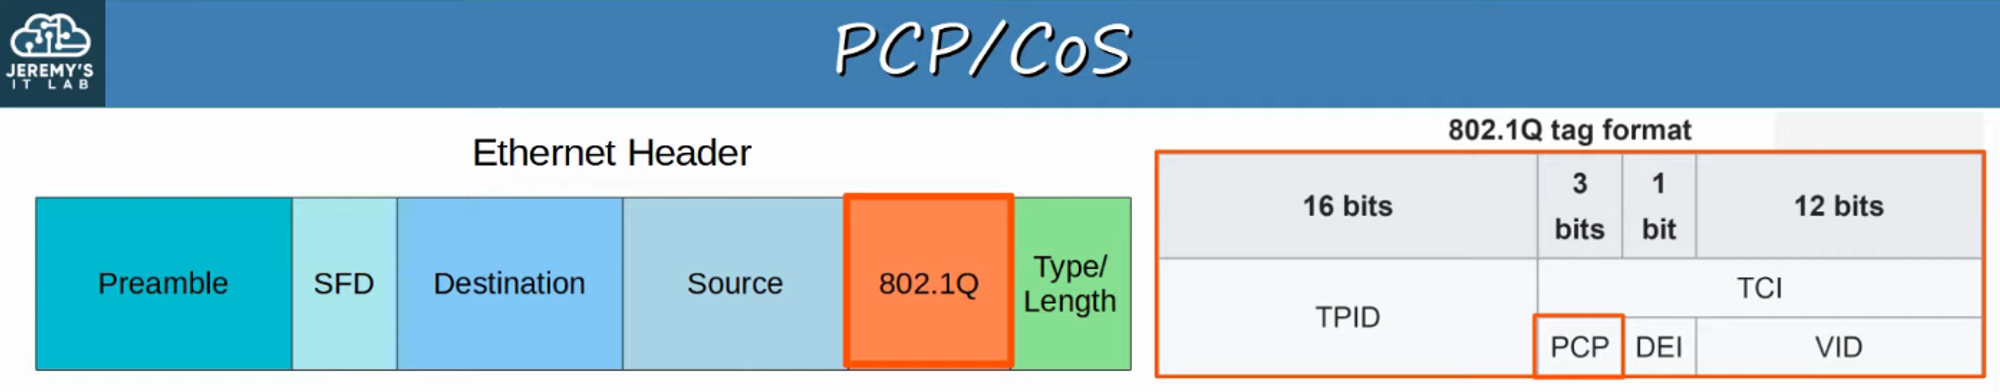 JEREMY'S
IT LAB
PCP/CoS
Ethernet Header
Preamble
SFD
Destination
Source
802.1Q
Type/
Length
802.1Q tag format
16 bits
3
bits
1
bit
12 bits
TPID
TCI
PCP
DEI
VID